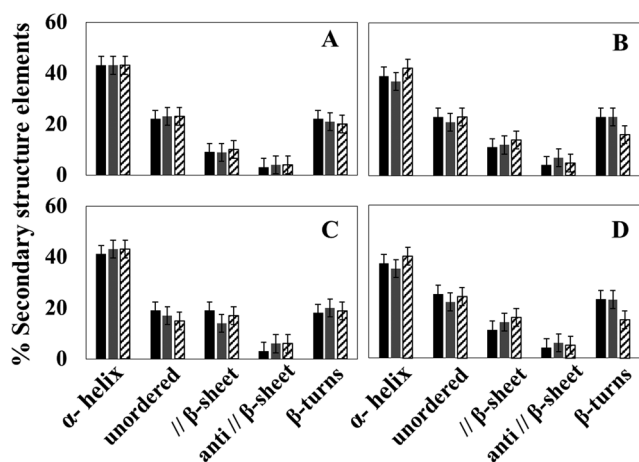 % Secondary structure elements
60
40
20
0
A
B
60
40
20
0
C
D
α- helix
unordered
// β-sheet
anti // β-sheet
β-turns
α- helix
unordered
// β-sheet
anti // β-sheet
β-turns